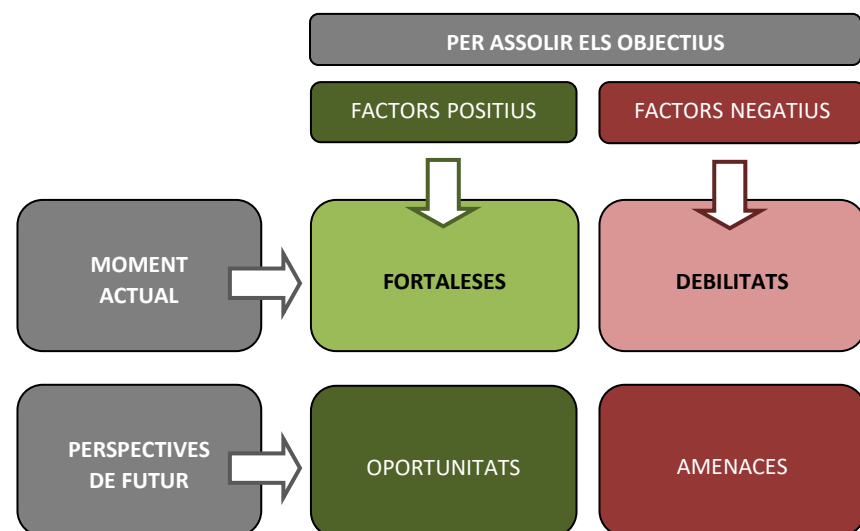 PER ASSOLIR ELS OBJECTIUS
FACTORS POSITIUS
FACTORS NEGATIUS
MOMENT
ACTUAL
FORTALESES
DEBILITATS
PERSPECTIVES
DE FUTUR
OPORTUNITATS
AMENACES